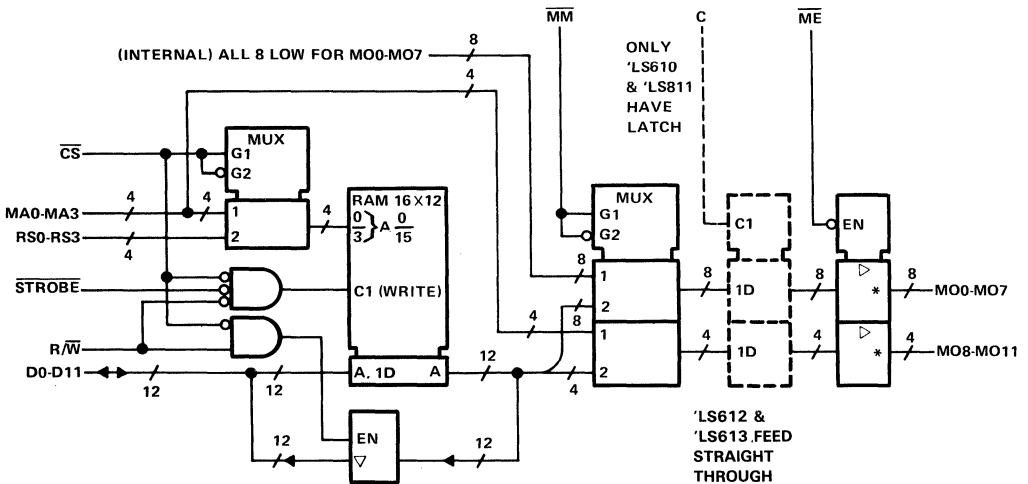 MM
C
ME
8
(INTERNAL) ALL 8 LOW FOR MO0-MO7
4
ONLY
'LS610
& 'LS811
HAVE
LATCH
MUX
CS
G1
G2
MA0-MA3
4
4
1
RS0-RS3
4
2
4
RAM 16 X 12
0
3
} A
0
15
MUX
G1
G2
C1
EN
STROBE
C1 (WRITE)
8
1
8
1D
8
▷
*
8
MO0-MO7
2
R/W
4
8
1
4
1D
4
▷
*
4
MO8-MO11
D0-D11
12
12
A, 1D
A
12
2
4
EN
▽
12
12
'LS612 &
'LS613 FEED
STRAIGHT
THROUGH